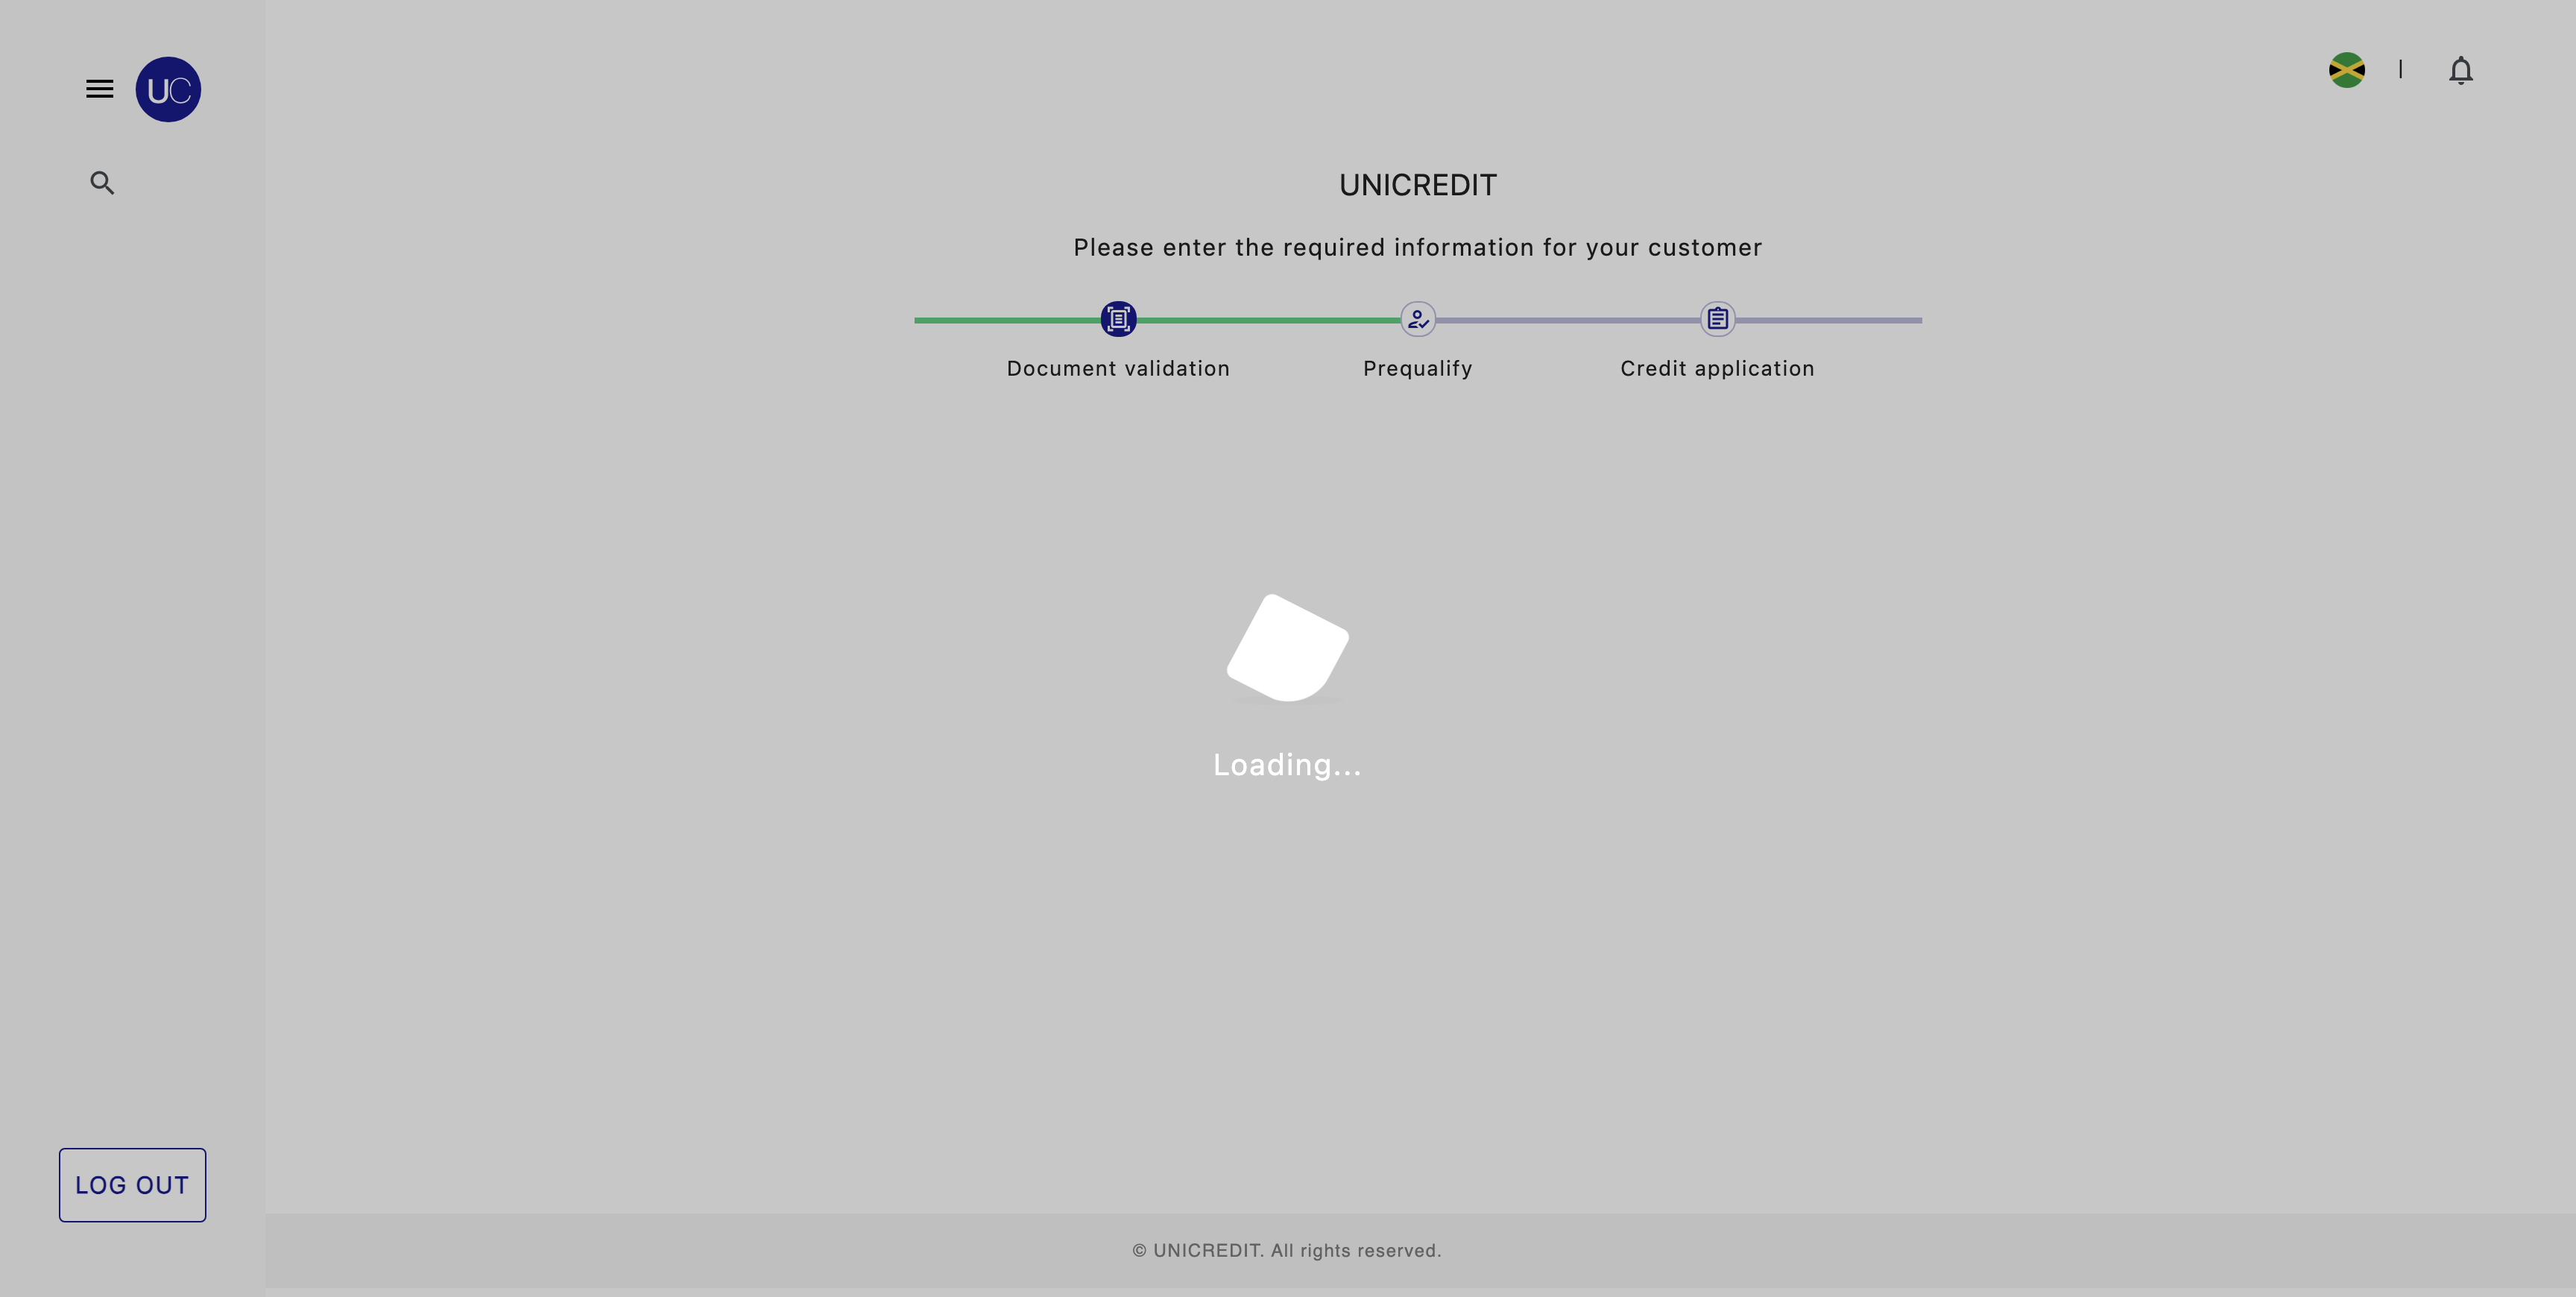 UC
UNICREDIT
Please enter the required information for your customer
Document validation
Prequalify
Credit application
Loading...
LOG OUT
© UNICREDIT. All rights reserved.